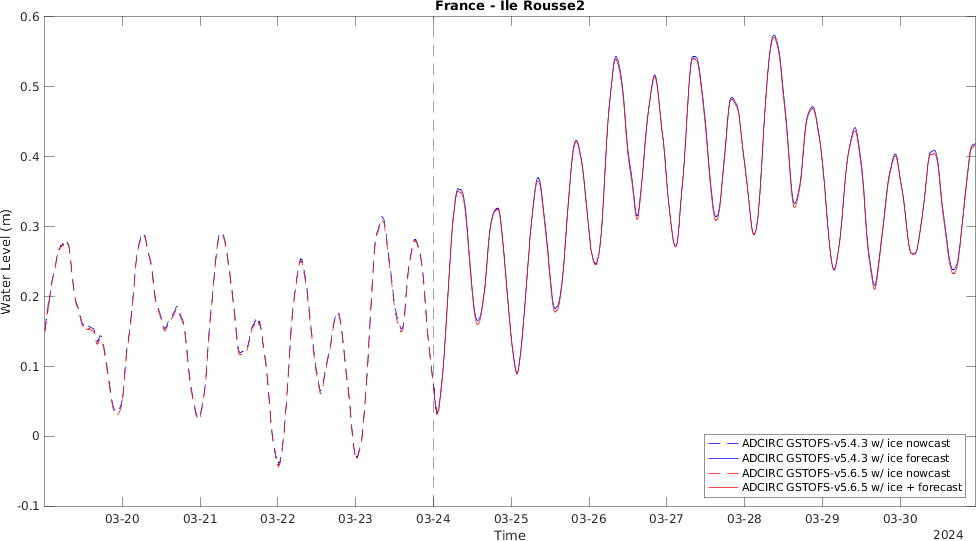 France - Ile Rousse2
0.6
0.5
0.4
0.3
0.2
0.1
0
-0.1
Water Level (m)
03-20 03-21 03-22 03-23 03-24 03-25 03-26 03-27 03-28 03-29 03-30
Time
2024
ADCIRC GSTOFS-v5.4.3 w/ ice nowcast
ADCIRC GSTOFS-v5.4.3 w/ ice forecast
ADCIRC GSTOFS-v5.6.5 w/ ice nowcast
ADCIRC GSTOFS-v5.6.5 w/ ice + forecast